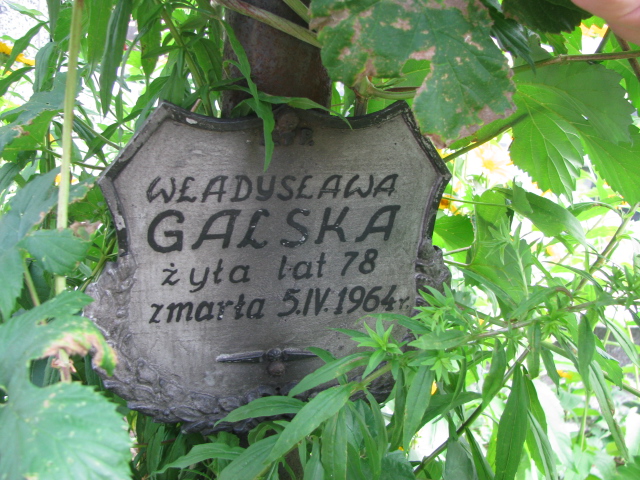 WŁADYSŁAWA
GALSKA
żyła lat 78
zmarła 5.IV.1964 r.